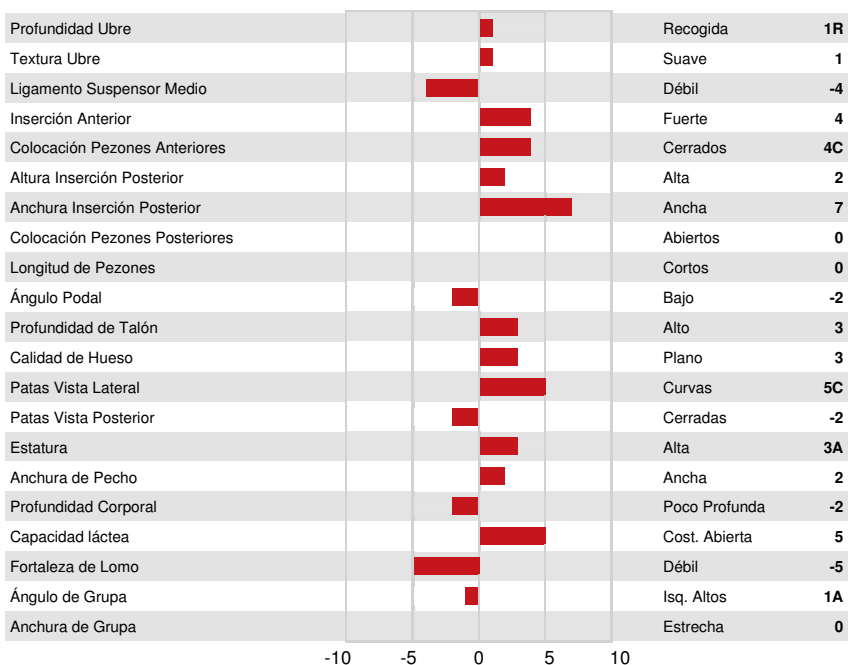 Profundidad Ubre Recogida 1R
Textura Ubre Suave 1
Ligamento Suspensor Medio Débil -4
Inserción Anterior Fuerte 4
Colocación Pezones Anteriores Cerrados 4C
Altura Inserción Posterior Alta 2
Anchura Inserción Posterior Ancha 7
Colocación Pezones Posteriores Abiertos 0
Longitud de Pezones Cortos 0
Ángulo Podal Bajo -2
Profundidad de Talón Alto 3
Calidad de Hueso Plano 3
Patas Vista Lateral Curvas 5C
Patas Vista Posterior Cerradas -2
Estatura Alta 3A
Anchura de Pecho Ancha 2
Profundidad Corporal Poco Profunda -2
Capacidad láctea Cost. Abierta 5
Fortaleza de Lomo Débil -5
Ángulo de Grupa Isq. Altos 1A
Anchura de Grupa Estrecha 0
-10 -5 0 5 10